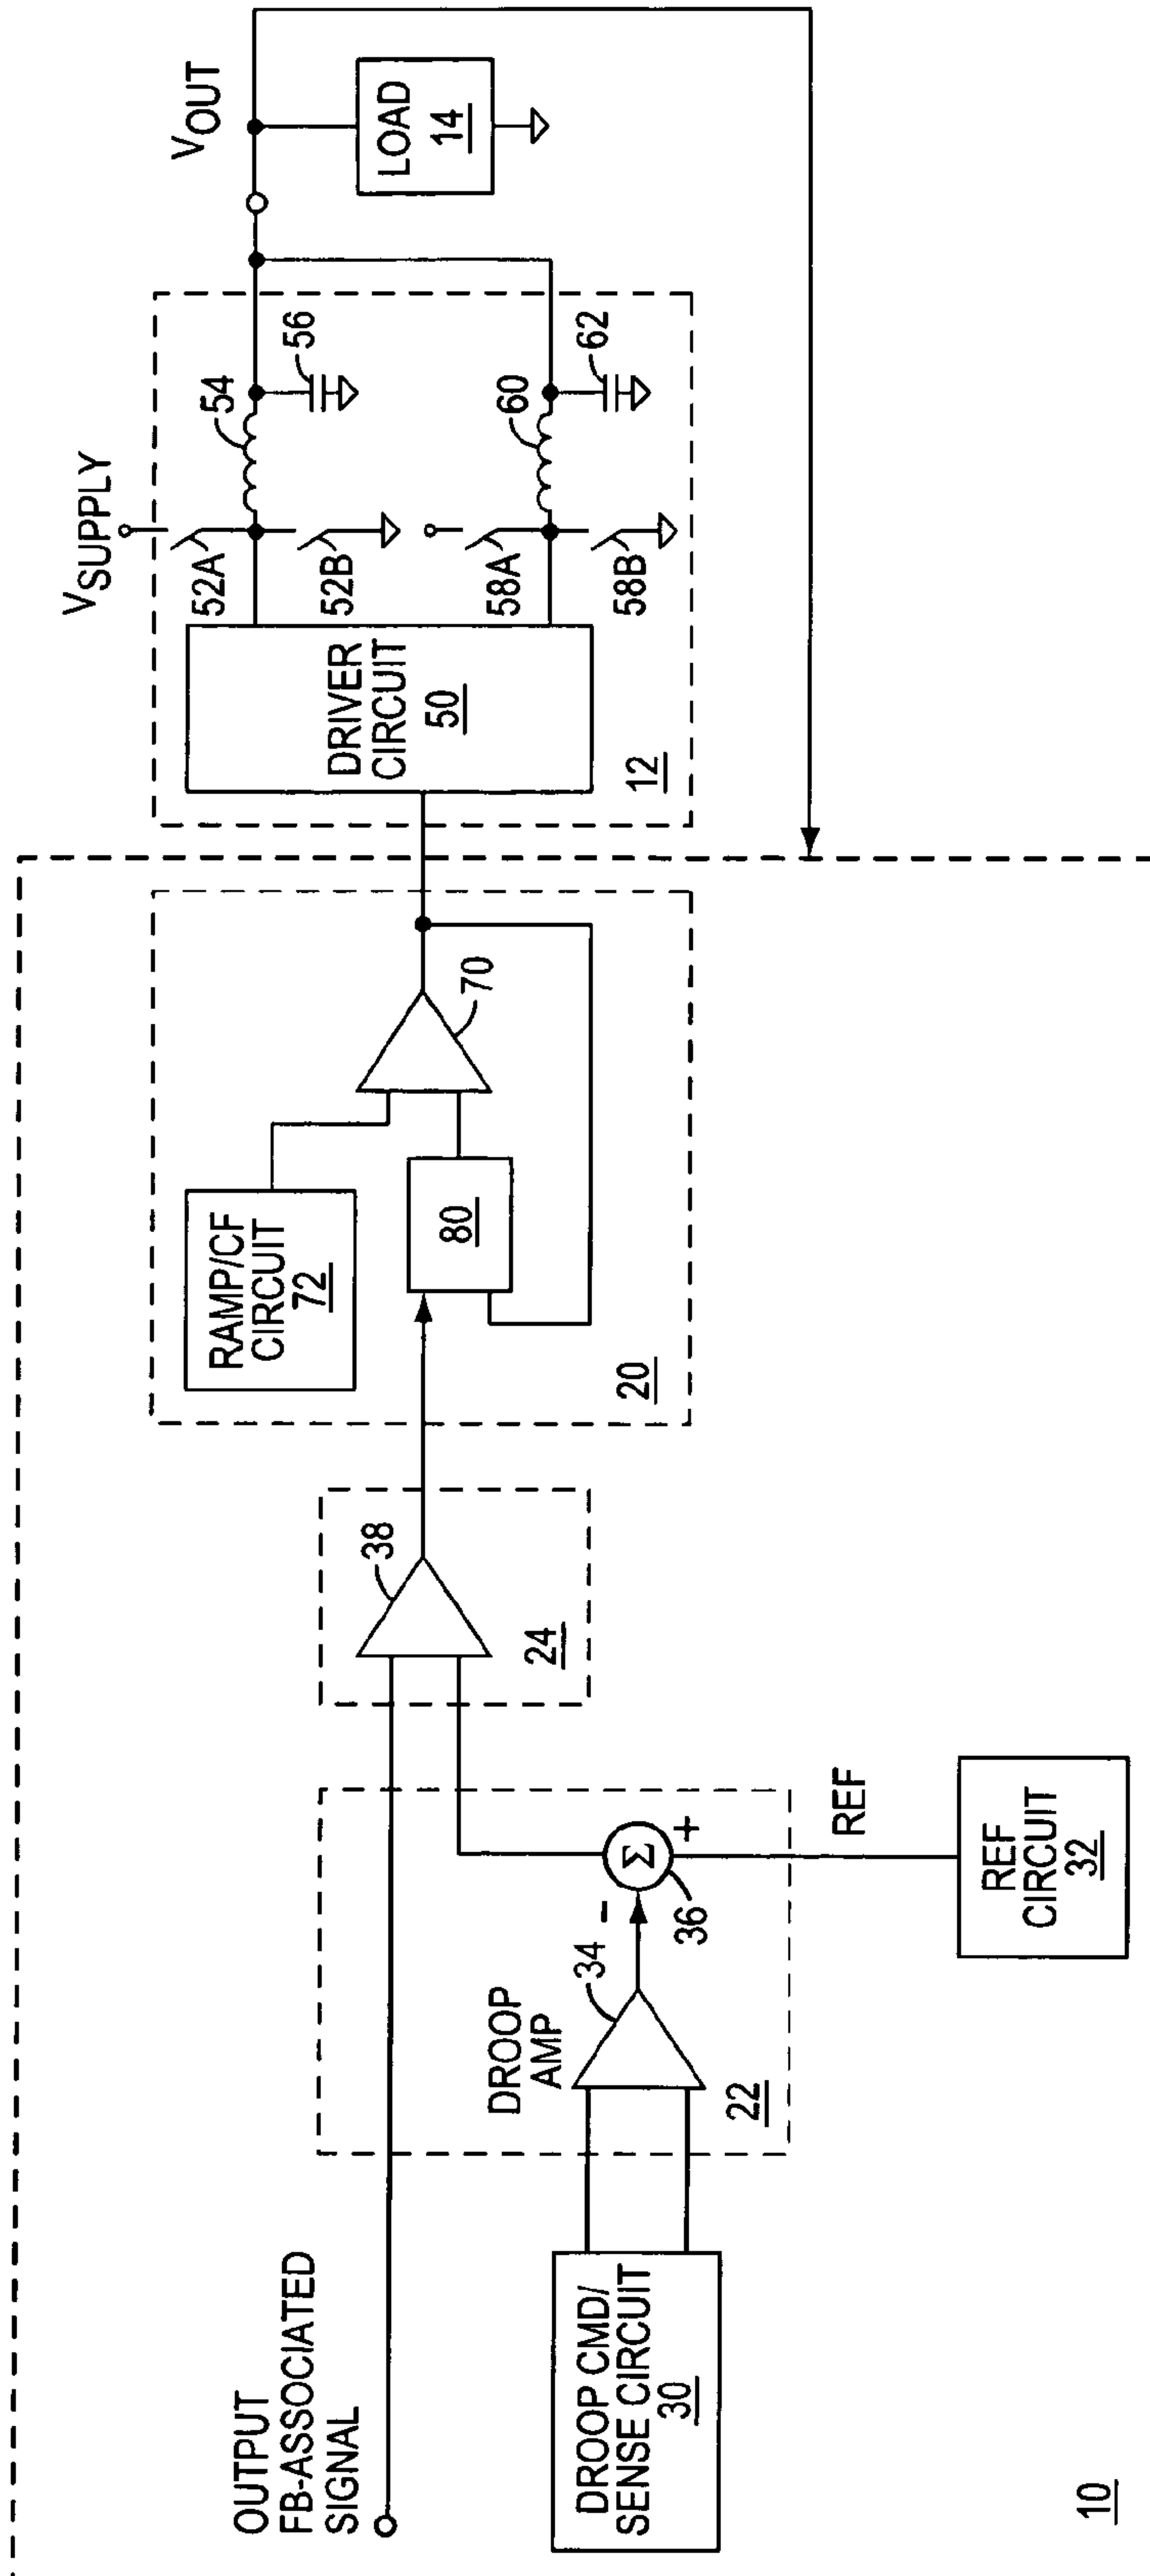 OUTPUT
FB-ASSOCIATED
SIGNAL
DROOP CMD/
SENSE CIRCUIT
30
10
DROOP
AMP
34
22
Σ
-
+
36
REF
REF
CIRCUIT
32
38
24
RAMP/CF
CIRCUIT
72
80
70
20
DRIVER
CIRCUIT
50
12
VSUPPLY
52A
52B
54
56
58A
58B
60
62
VOUT
LOAD
14